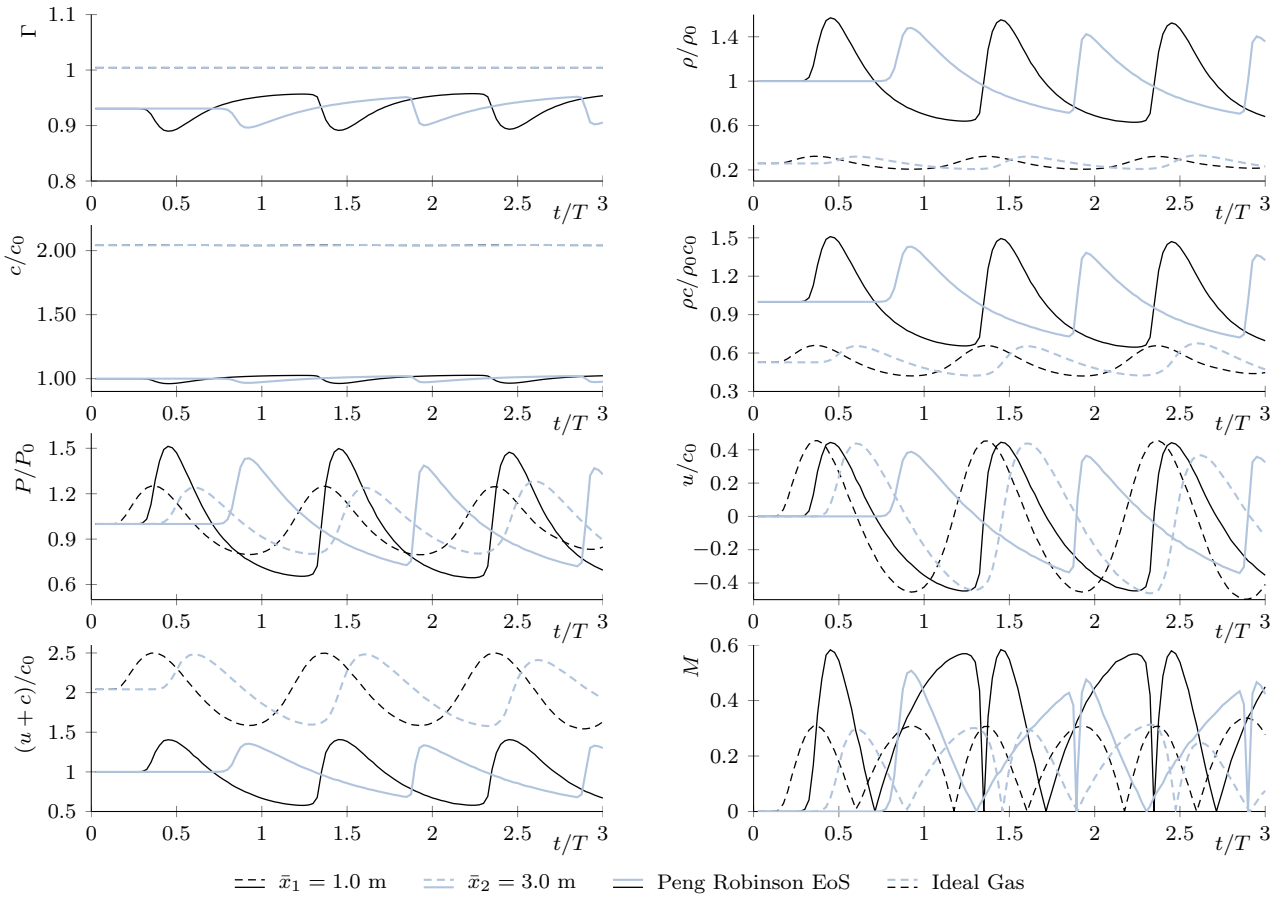 Γ
1.1
1
0.9
0.8
0 0.5 1 1.5 2 2.5 3
t/T
ρ/ρ0
1.4
1
0.6
0.2
0 0.5 1 1.5 2 2.5 3
t/T
c/c0
2.00
1.50
1.00
0 0.5 1 1.5 2 2.5 3
t/T
ρc/ρ0c0
1.5
1.2
0.9
0.6
0.3
0 0.5 1 1.5 2 2.5 3
t/T
P/P0
1.5
1.2
0.9
0.6
0 0.5 1 1.5 2 2.5 3
t/T
u/c0
0.4
0.2
0
−0.2
−0.4
0 0.5 1 1.5 2 2.5 3
t/T
(u + c)/c0
2.5
2
1.5
1
0.5
0 0.5 1 1.5 2 2.5 3
t/T
M
0.6
0.4
0.2
0
0 0.5 1 1.5 2 2.5 3
t/T
x̄1 = 1.0 m x̄2 = 3.0 m Peng Robinson EoS Ideal Gas